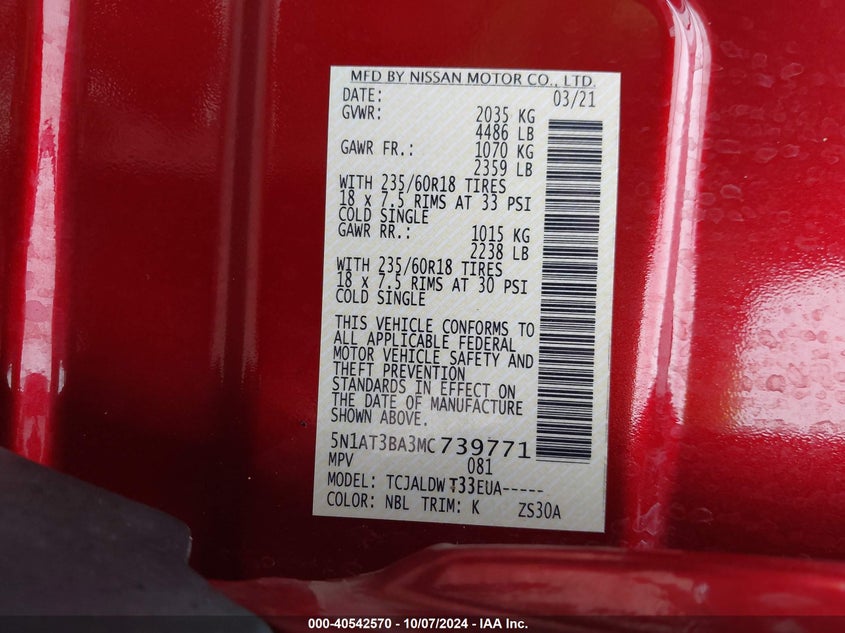 MFD BY NISSAN MOTOR CO., LTD.
DATE: 03/21
GVWR: 2035 KG
4486 LB
GAWR FR.: 1070 KG
2359 LB
WITH 235/60R18 TIRES
18 x 7.5 RIMS AT 33 PSI
COLD SINGLE
GAWR RR.: 1015 KG
2238 LB
WITH 235/60R18 TIRES
18 x 7.5 RIMS AT 30 PSI
COLD SINGLE
THIS VEHICLE CONFORMS TO
ALL APPLICABLE FEDERAL
MOTOR VEHICLE SAFETY AND
THEFT PREVENTION
STANDARDS IN EFFECT ON
THE DATE OF MANUFACTURE
SHOWN ABOVE.
5N1AT3BA3MC739771
MPV 081
MODEL: TCJALDWT33EUA-----
COLOR: NBL TRIM: K ZS30A
000-40542570 - 10/07/2024 - IAA Inc.